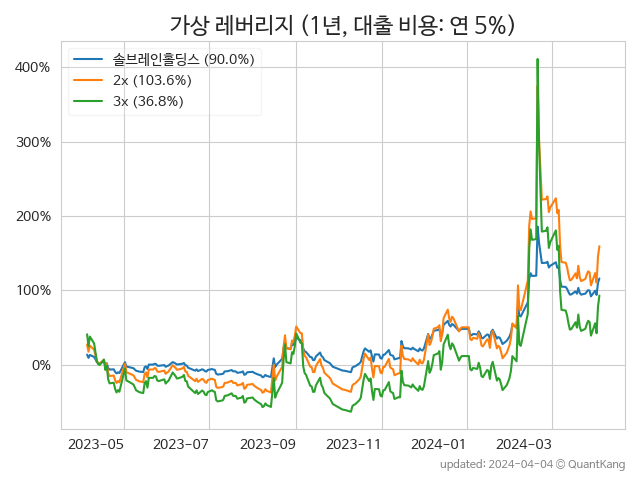 가상 레버리지 (1년, 대출 비용: 연 5%)
솔브레인홀딩스 (90.0%)
2x (103.6%)
3x (36.8%)
400%
300%
200%
100%
0%
2023-05 2023-07 2023-09 2023-11 2024-01 2024-03
updated: 2024-04-04 © QuantKang